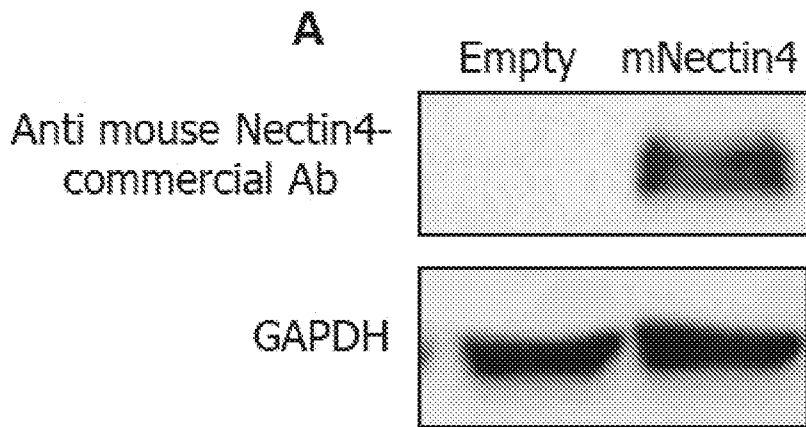 A
Empty mNectin4
Anti mouse Nectin4-
commercial Ab
GAPDH